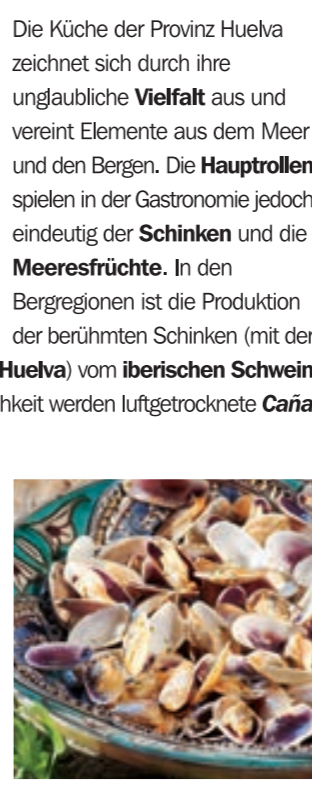 Die Küche der Provinz Huelva
zeichnet sich durch ihre
unglaubliche Vielfalt aus und
vereint Elemente aus dem Meer
und den Bergen. Die Hauptrollen
spielen in der Gastronomie jedoch
eindeutig der Schinken und die
Meeresfrüchte. In den
Bergregionen ist die Produktion
der berühmten Schinken (mit der
Huelva) vom iberischen Schwein
hkeit werden luftgetrocknete Caña